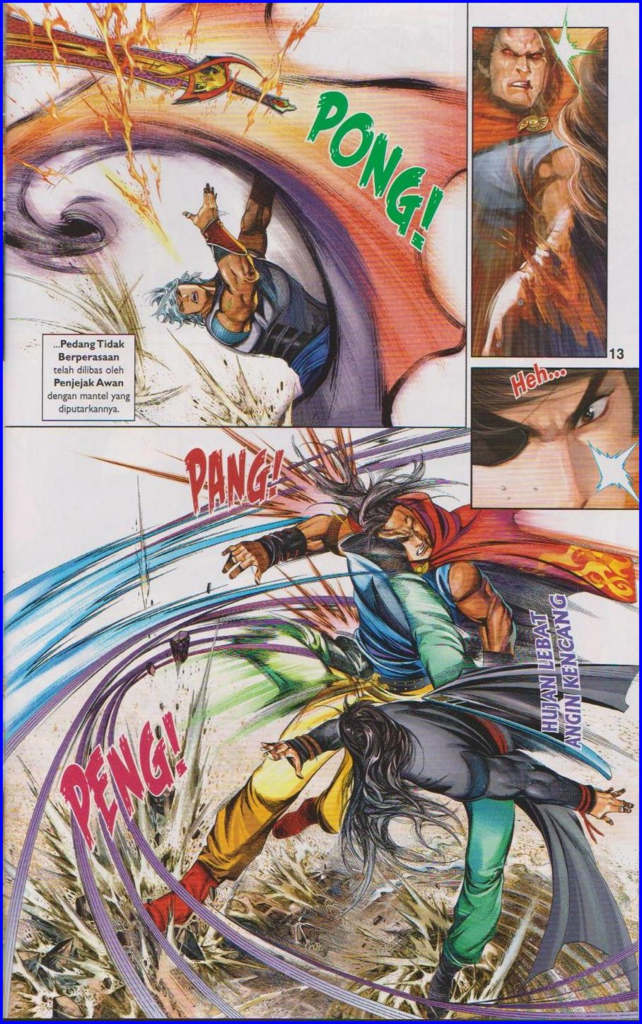 PONG!
...Pedang Tidak
Berperasaan
telah dilibas oleh
Penjejak Awan
dengan mantel yang
diputarkannya.
13
Heh...
PANG!
HUJAN LEBAT
ANGIN KENCANG
PENG!